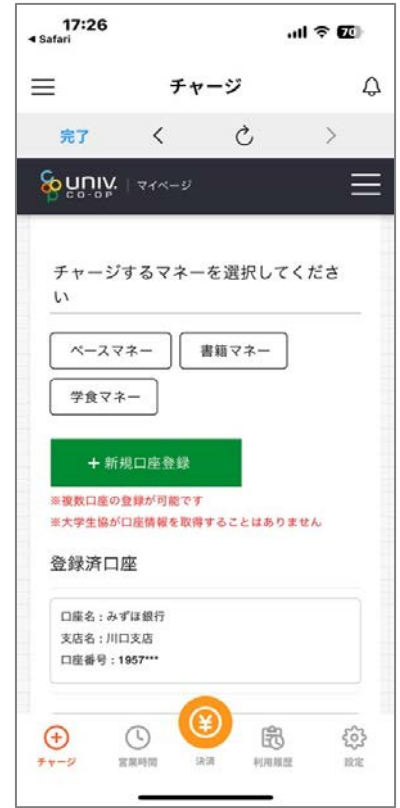 17:26
70
◀ Safari
チャージ
完了
UNIV. CO-OP マイページ
チャージするマネーを選択してくださ
い
ベースマネー 書籍マネー
学食マネー
+ 新規口座登録
※複数口座の登録が可能です
※大学生協が口座情報を取得することはありません
登録済口座
口座名：みずほ銀行
支店名：川口支店
口座番号：1957***
チャージ 営業時間 決済 利用履歴 設定